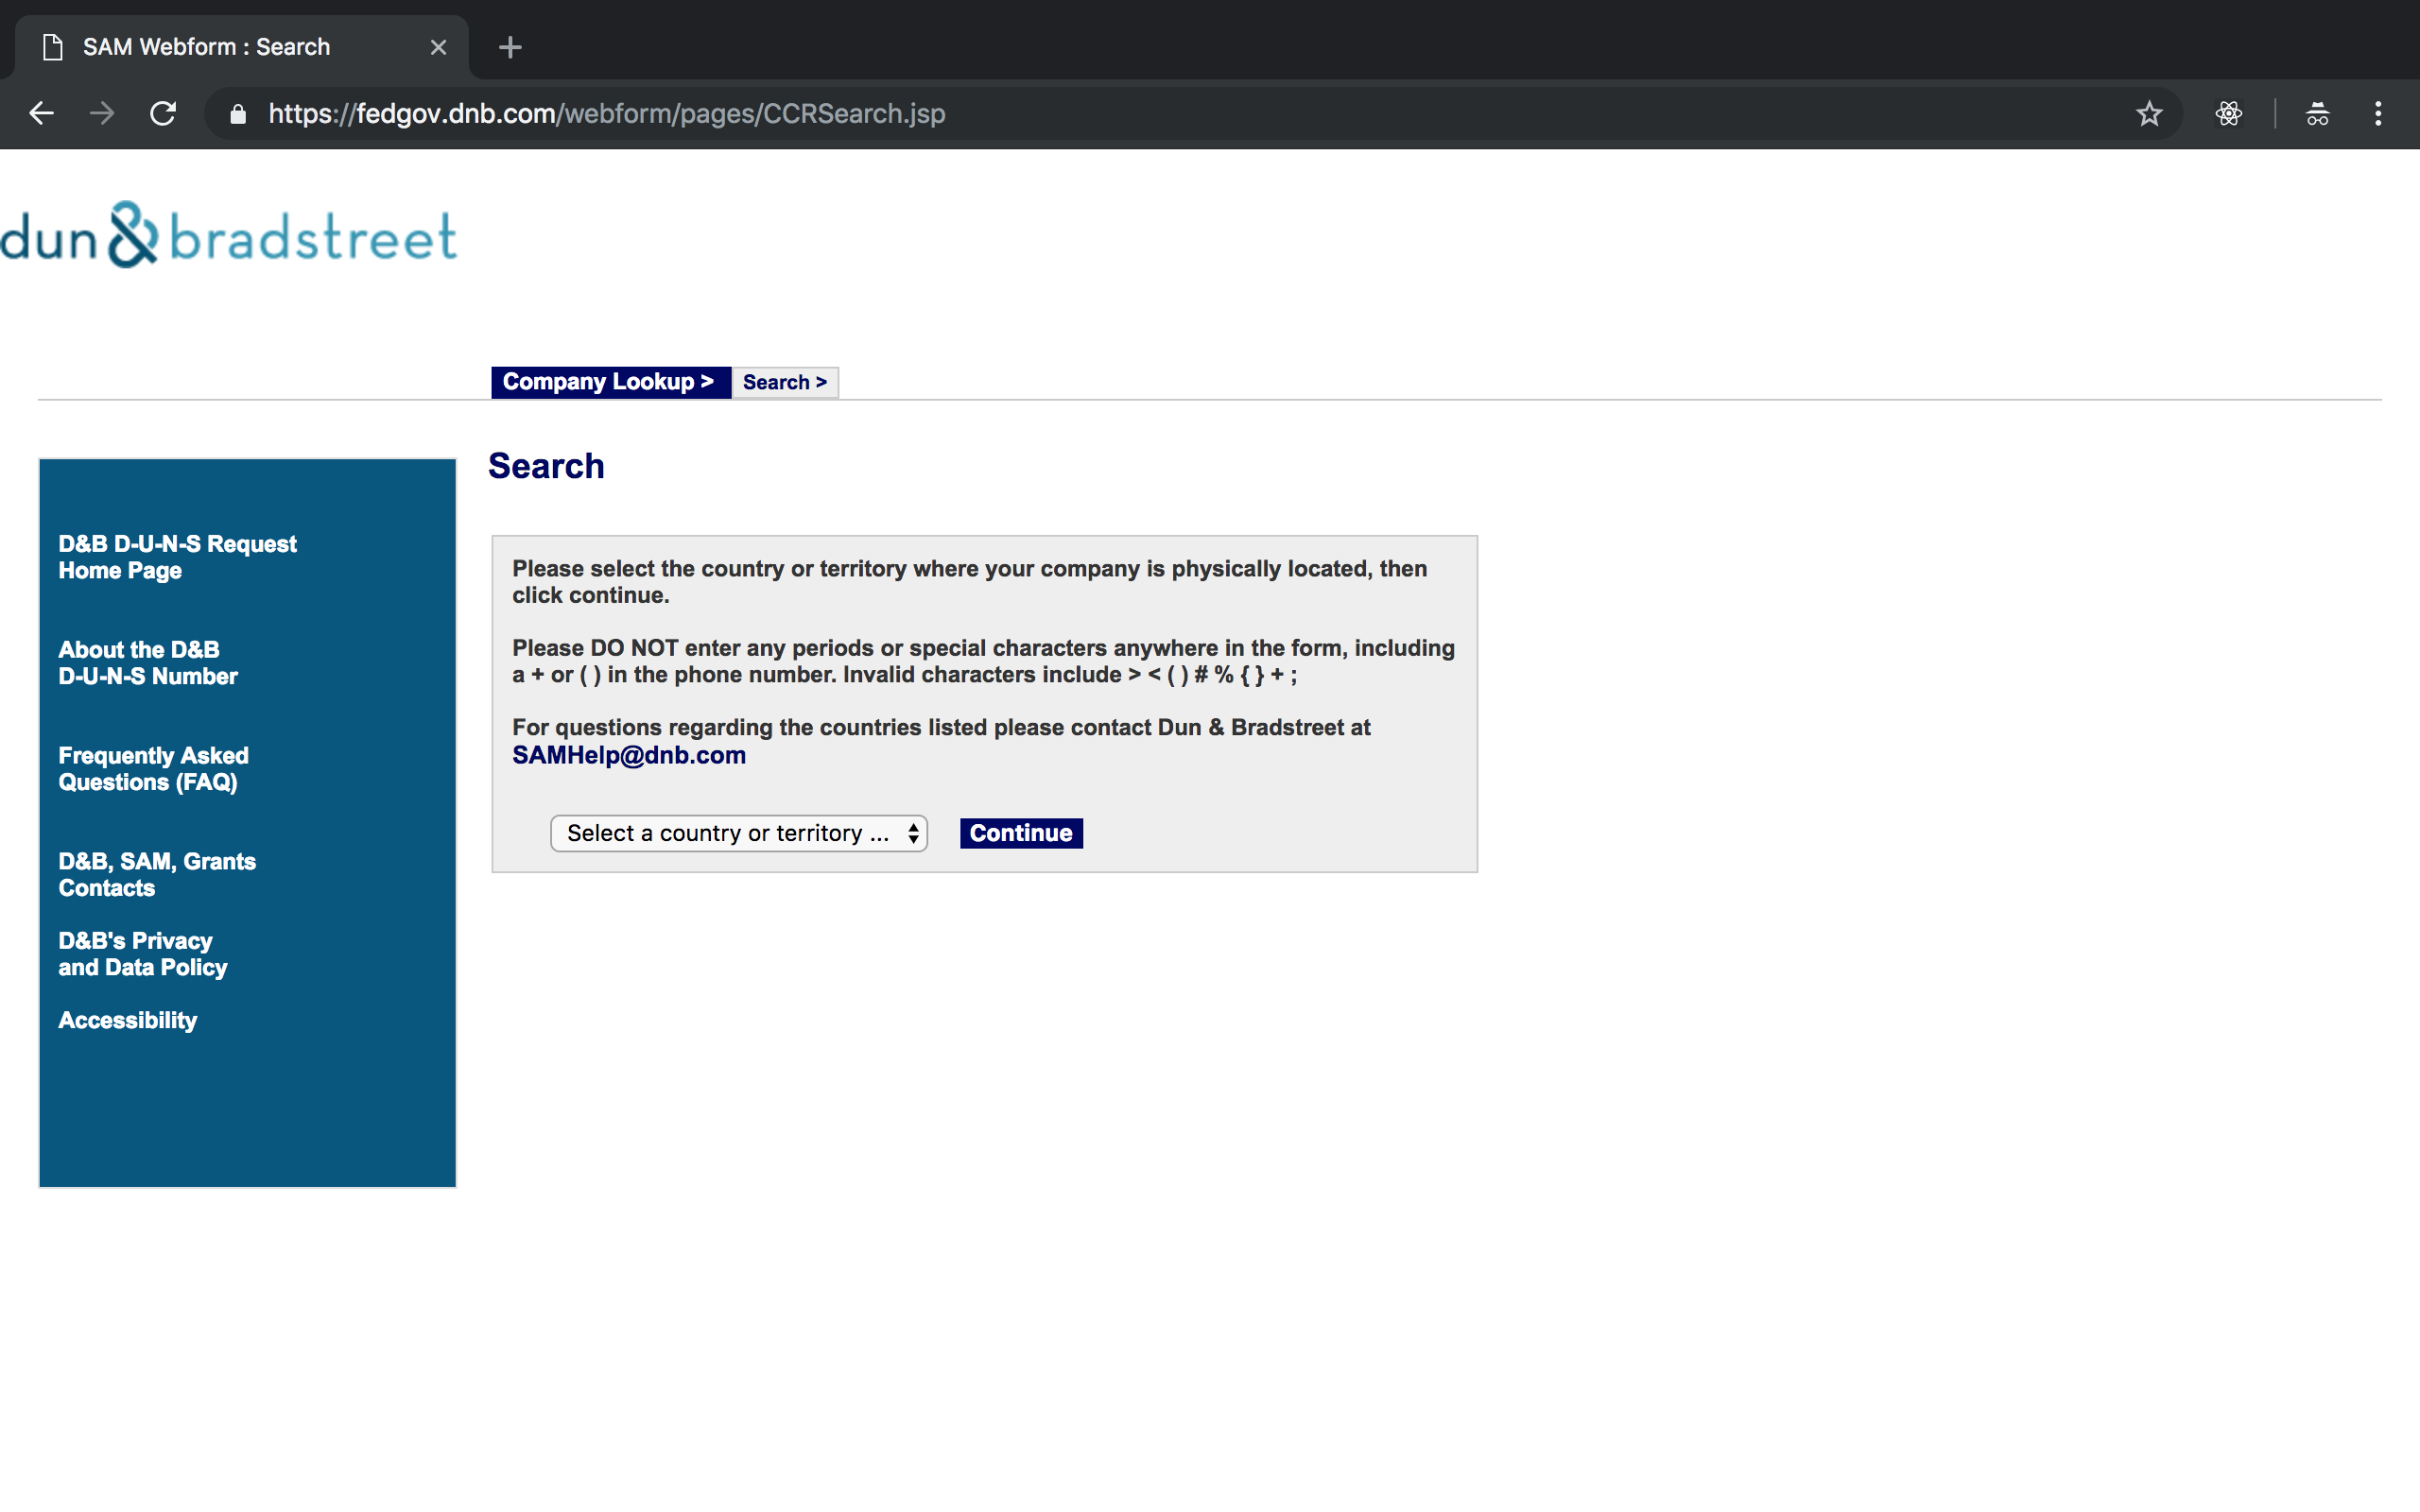 SAM Webform : Search
https://fedgov.dnb.com/webform/pages/CCRSearch.jsp
dun&bradstreet
Company Lookup >
Search >
Search
D&B D-U-N-S Request
Home Page
About the D&B
D-U-N-S Number
Frequently Asked
Questions (FAQ)
D&B, SAM, Grants
Contacts
D&B's Privacy
and Data Policy
Accessibility
Please select the country or territory where your company is physically located, then
click continue.
Please DO NOT enter any periods or special characters anywhere in the form, including
a + or ( ) in the phone number. Invalid characters include > < ( ) # % { } + ;
For questions regarding the countries listed please contact Dun & Bradstreet at
SAMHelp@dnb.com
Select a country or territory ...
Continue